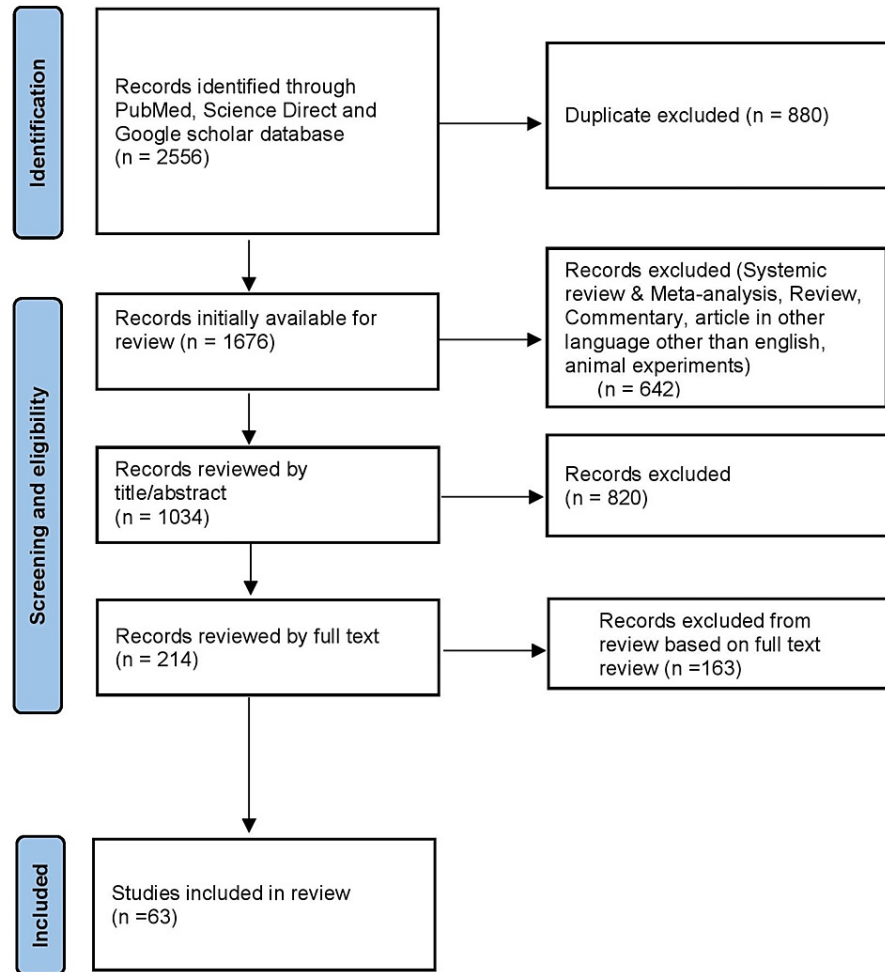 Identification
Records identified through
PubMed, Science Direct and
Google scholar database
(n = 2556)
Duplicate excluded (n = 880)
Screening and eligibility
Records initially available for
review (n = 1676)
Records excluded (Systemic
review & Meta-analysis, Review,
Commentary, article in other
language other than english,
animal experiments)
(n = 642)
Records reviewed by
title/abstract
(n = 1034)
Records excluded
(n = 820)
Records reviewed by full text
(n = 214)
Records excluded from
review based on full text
review (n =163)
Included
Studies included in review
(n =63)